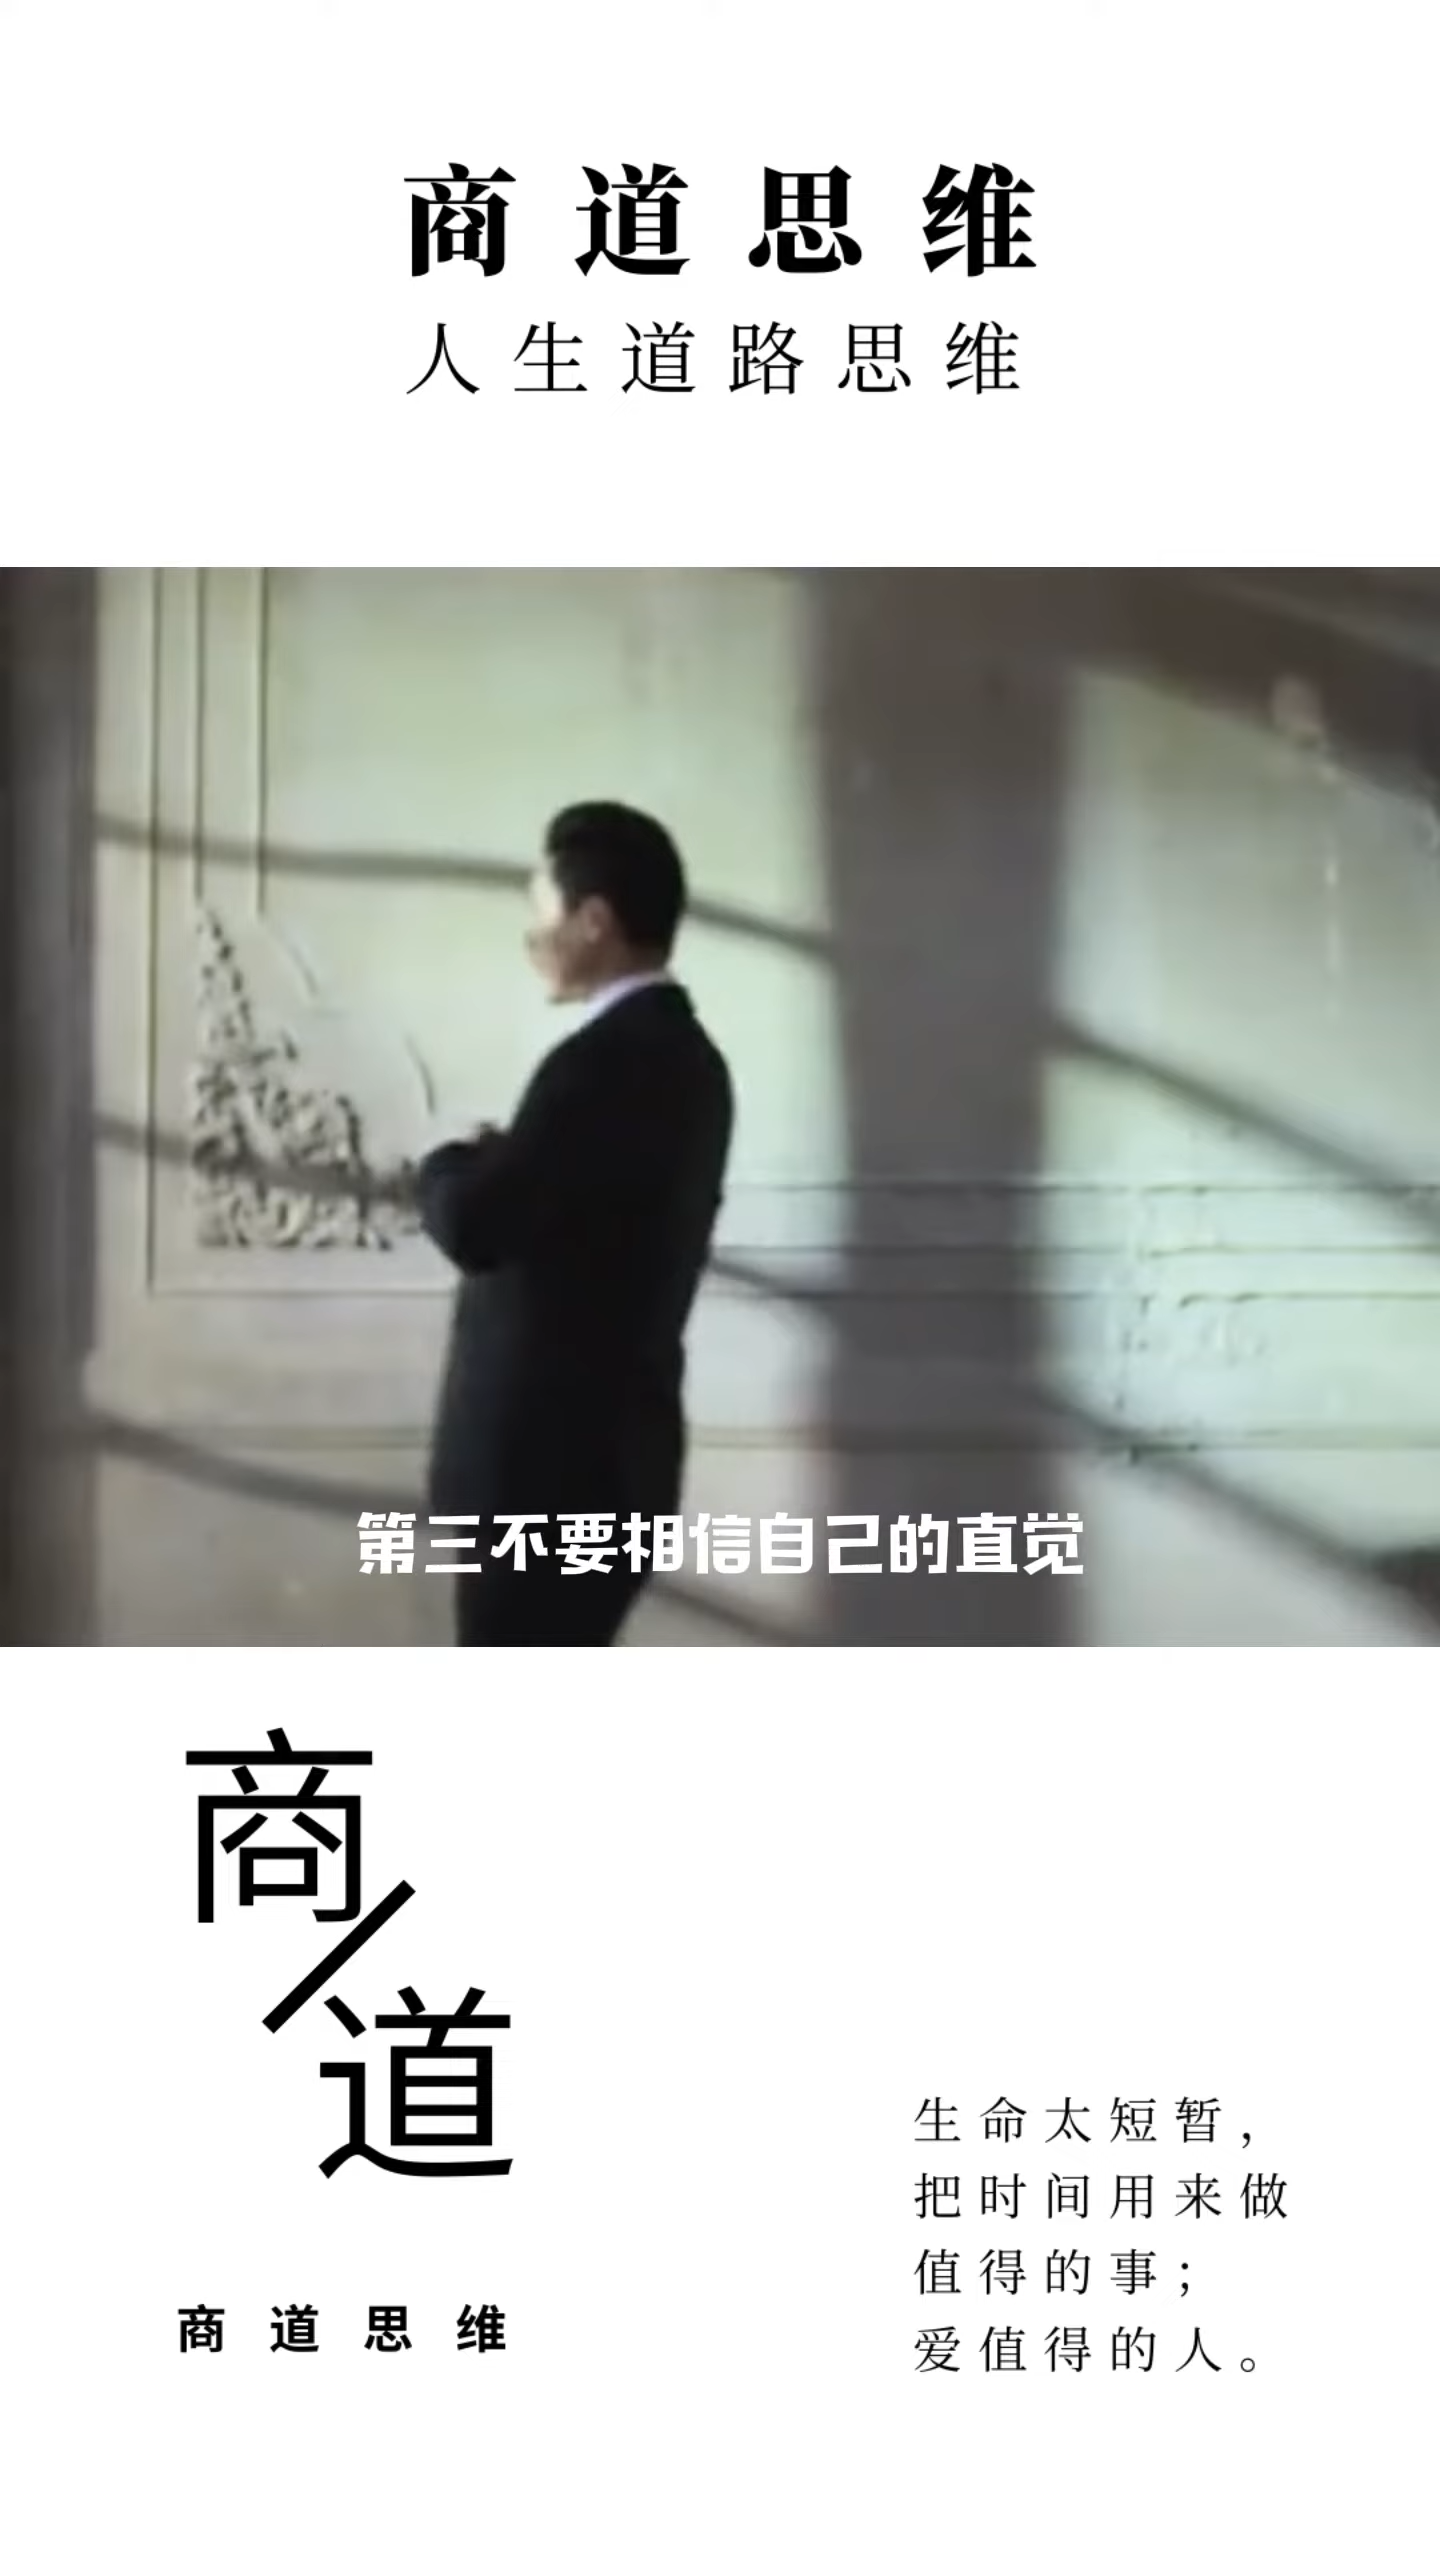 商道思维
人生道路思维
第三不要相信自己的直觉
商
道
商道思维
生命太短暂，
把时间用来做
值得的事；
爱值得的人。